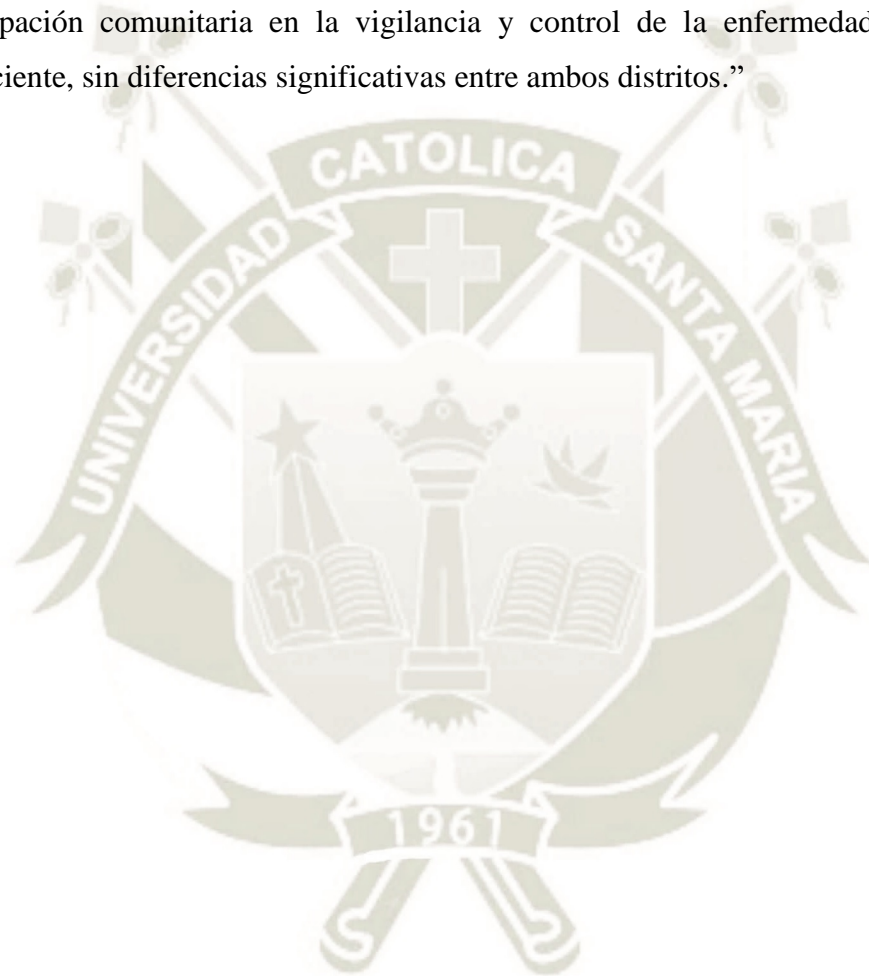 pación comunitaria en la vigilancia y control de la enfermedad
ciente, sin diferencias significativas entre ambos distritos.”
UNIVERSIDAD CATOLICA SANTA MARIA
1961